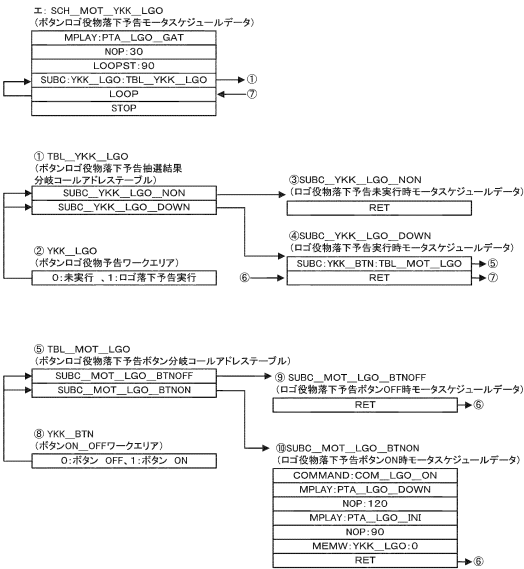 エ: SCH__MOT__YKK__LGO
(ボタンロゴ役物落下予告モータスケジュールデータ)
MPLAY:PTA__LGO__GAT
NOP:30
LOOPST:90
SUBC:YKK__LGO:TBL__YKK__LGO
①
LOOP
⑦
STOP
① TBL__YKK__LGO
(ボタンロゴ役物落下予告抽選結果
分岐コールアドレステーブル)
SUBC__YKK__LGO__NON
SUBC__YKK__LGO__DOWN
② YKK__LGO
(ボタンロゴ役物予告ワークエリア)
0:未実行 、1:ロゴ落下予告実行
③SUBC__YKK__LGO__NON
(ロゴ役物落下予告未実行時モータスケジュールデータ)
RET
④SUBC__YKK__LGO__DOWN
(ロゴ役物落下予告実行時モータスケジュールデータ)
SUBC:YKK__BTN:TBL__MOT__LGO
⑤
⑥
RET
⑦
⑤ TBL__MOT__LGO
(ボタンロゴ役物落下予告ボタン分岐コールアドレステーブル)
SUBC__MOT__LGO__BTNOFF
SUBC__MOT__LGO__BTNON
⑧ YKK__BTN
(ボタンON__OFFワークエリア)
0:ボタン OFF、1:ボタン ON
⑨ SUBC__MOT__LGO__BTNOFF
(ロゴ役物落下予告ボタンOFF時モータスケジュールデータ)
RET
⑥
⑩SUBC__MOT__LGO__BTNON
(ロゴ役物落下予告ボタンON時モータスケジュールデータ)
COMMAND:COM__LGO__ON
MPLAY:PTA__LGO__DOWN
NOP:120
MPLAY:PTA__LGO__INI
NOP:90
MEMW:YKK__LGO:0
RET
⑥